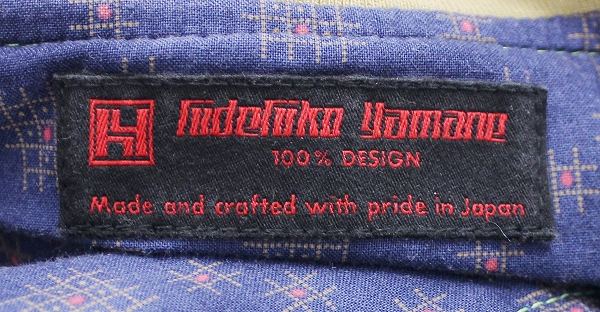 H Hidehiko Yamane
100% DESIGN
Made and crafted with pride in Japan